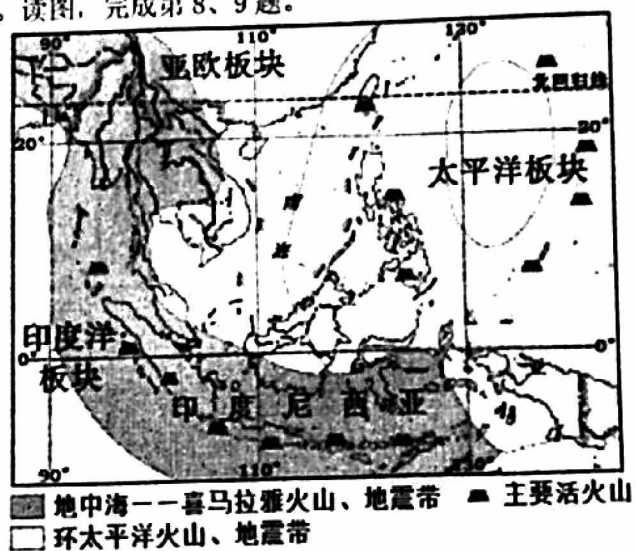 。读图，完成第8、9题。
90° 110° 130°
亚欧板块
北回归线
20° 20°
太平洋板块
南
海
印度洋
板块
0° 0°
印度尼西亚
90° 110° 130°
地中海——喜马拉雅火山、地震带 主要活火山
环太平洋火山、地震带